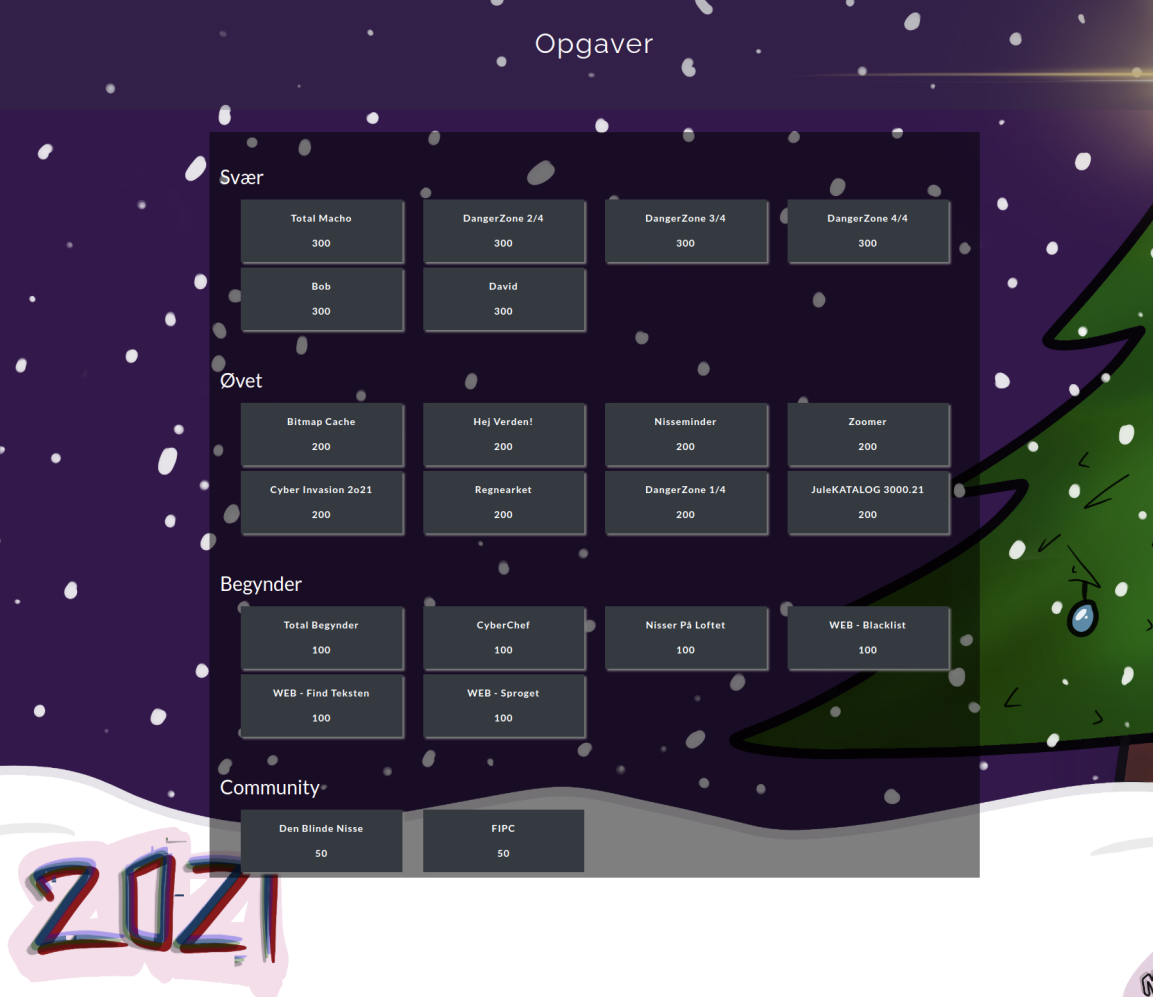 Opgaver
Svær
Total Macho
300
DangerZone 2/4
300
DangerZone 3/4
300
DangerZone 4/4
300
Bob
300
David
300
Øvet
Bitmap Cache
200
Hej Verden!
200
Nisseminder
200
Zoomer
200
Cyber Invasion 2o21
200
Regnearket
200
DangerZone 1/4
200
JuleKATALOG 3000.21
200
Begynder
Total Begynder
100
CyberChef
100
Nisser På Loftet
100
WEB - Blacklist
100
WEB - Find Teksten
100
WEB - Sproget
100
Community
Den Blinde Nisse
50
FIPC
50
2021